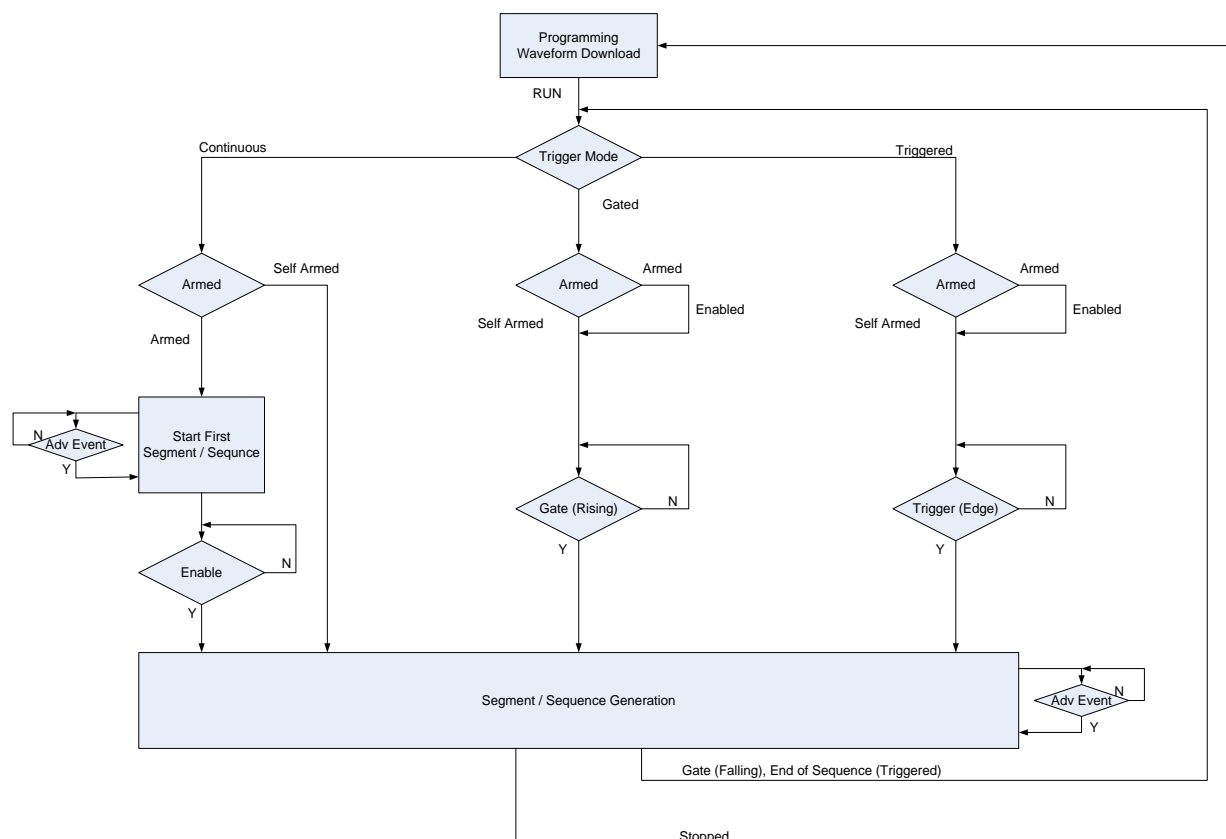 Programming
Waveform Download
RUN
Continuous
Trigger Mode
Triggered
Gated
Armed
Self Armed
Armed
Armed
Enabled
Self Armed
Armed
Armed
Enabled
Self Armed
Armed
Start First
Segment / Sequnce
N
Adv Event
Y
Gate (Rising)
N
Y
Trigger (Edge)
N
Y
Enable
N
Y
Segment / Sequence Generation
N
Adv Event
Y
Gate (Falling), End of Sequence (Triggered)
Stopped